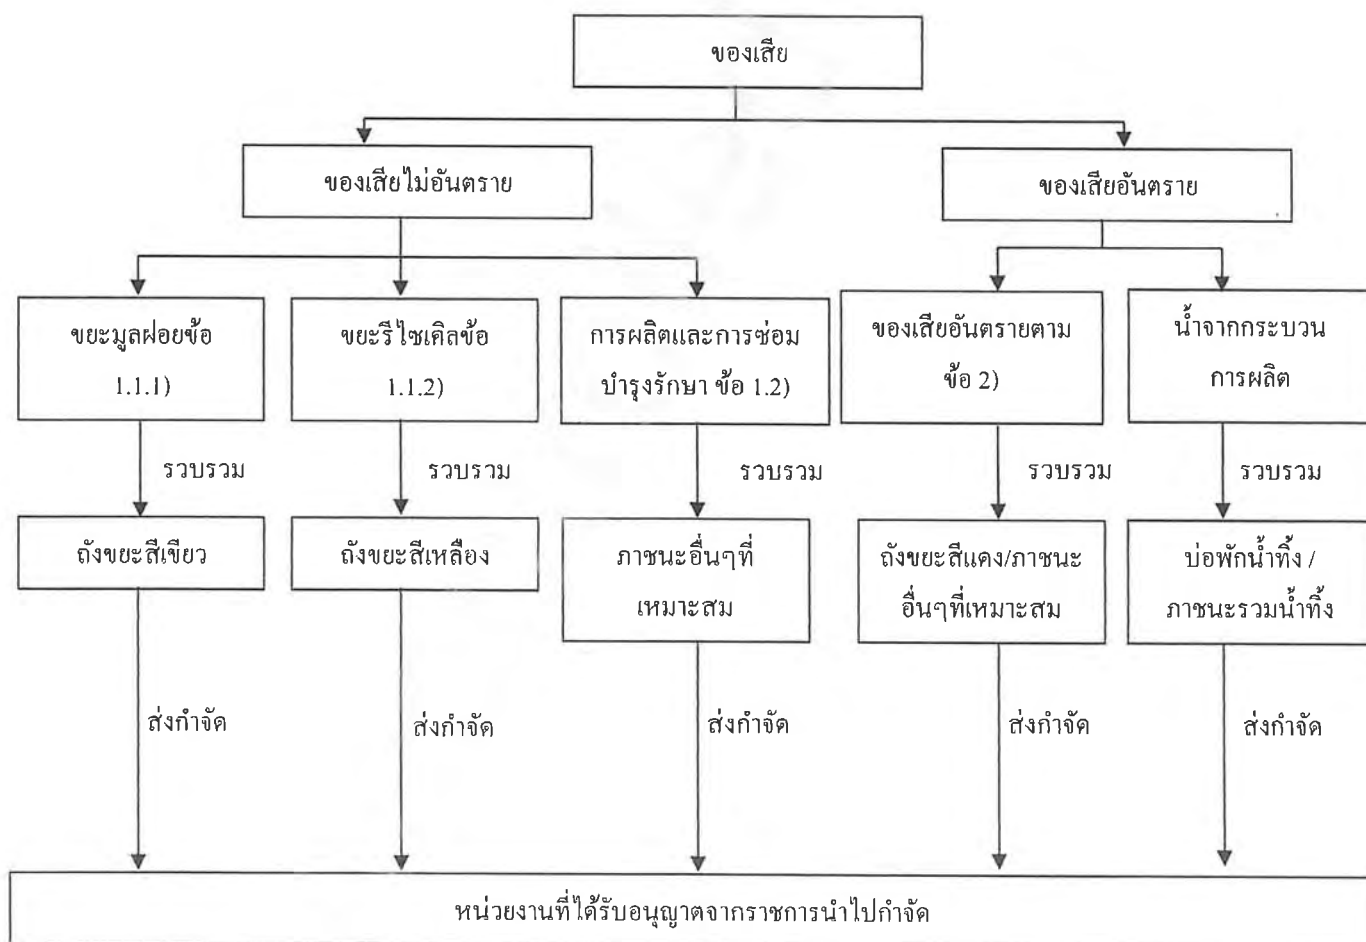 ของเสีย
ของเสียไม่อันตราย
ของเสียอันตราย
ขยะมูลฝอยข้อ
1.1.1)
ขยะรีไซเคิลข้อ
1.1.2)
การผลิตและการซ่อม
บำรุงรักษา ข้อ 1.2)
ของเสียอันตรายตาม
ข้อ 2)
น้ำจากกระบวน
การผลิต
รวบรวม
รวบราม
รวบรวม
รวบรวม
รวบรวม
ถังขยะสีเขียว
ถังขยะสีเหลือง
ภาชนะอื่นๆที่
เหมาะสม
ถังขยะสีแดง/ภาชนะ
อื่นๆที่เหมาะสม
บ่อพักน้ำทิ้ง /
ภาชนะรวมน้ำทิ้ง
ส่งกำจัด
ส่งกำจัด
ส่งกำจัด
ส่งกำจัด
ส่งกำจัด
หน่วยงานที่ได้รับอนุญาตจากราชการนำไปกำจัด